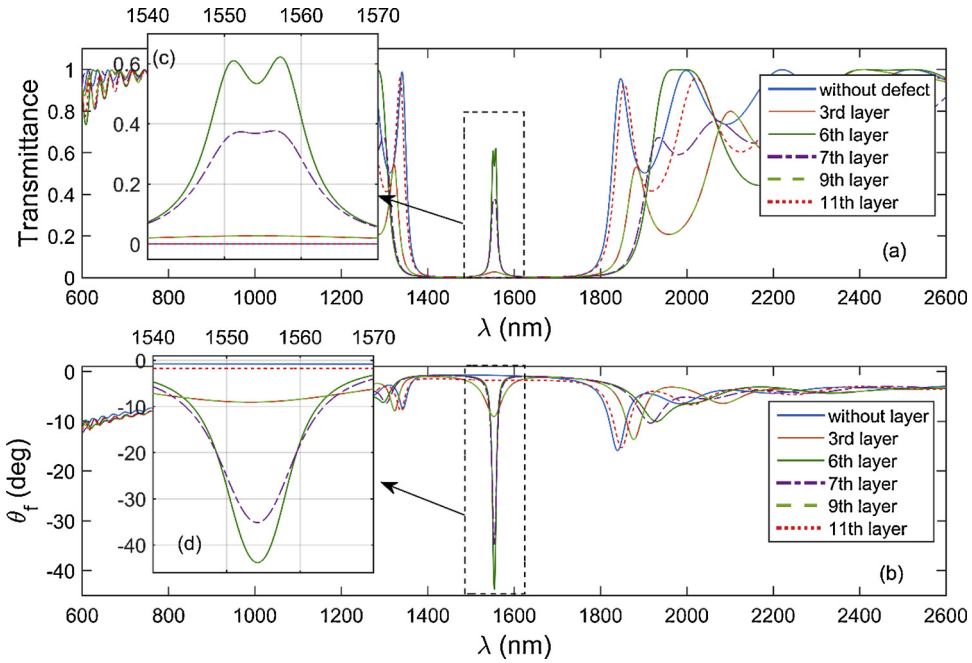 1540 1550 1560 1570
(c)
0.6
0.4
0.2
0
Transmittance
1
0.8
0.6
0.4
0.2
0
without defect
3rd layer
6th layer
7th layer
9th layer
11th layer
(a)
600 800 1000 1200 1400 1600 1800 2000 2200 2400 2600
λ (nm)
1540 1550 1560 1570
0
-10
-20
-30
-40
(d)
θf (deg)
0
-10
-20
-30
-40
without layer
3rd layer
6th layer
7th layer
9th layer
11th layer
(b)
600 800 1000 1200 1400 1600 1800 2000 2200 2400 2600
λ (nm)